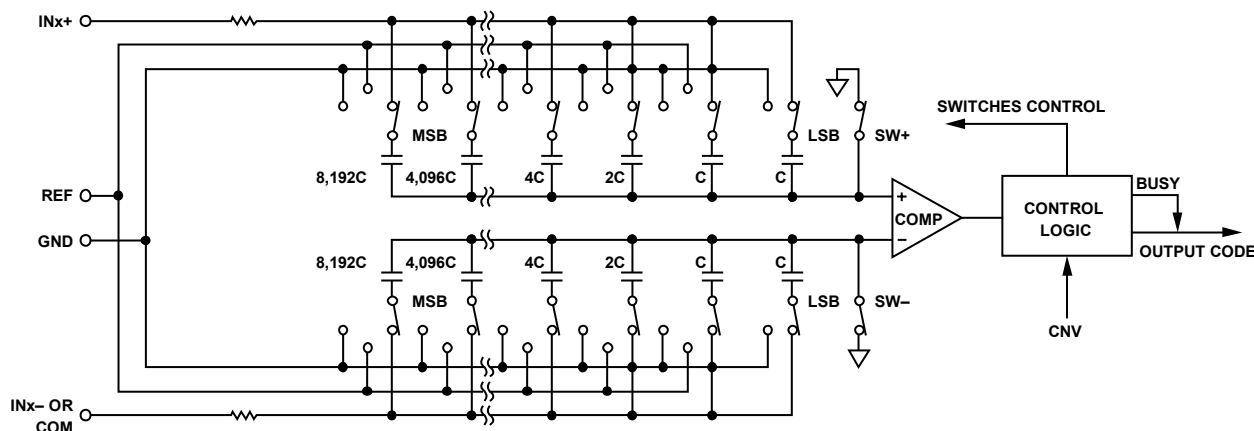 INx+
SWITCHES CONTROL
MSB
LSB
SW+
8,192C
4,096C
4C
2C
C
C
REF
BUSY
+
COMP
–
CONTROL
LOGIC
GND
OUTPUT CODE
8,192C
4,096C
4C
2C
C
C
MSB
LSB
SW–
CNV
INx– OR
COM